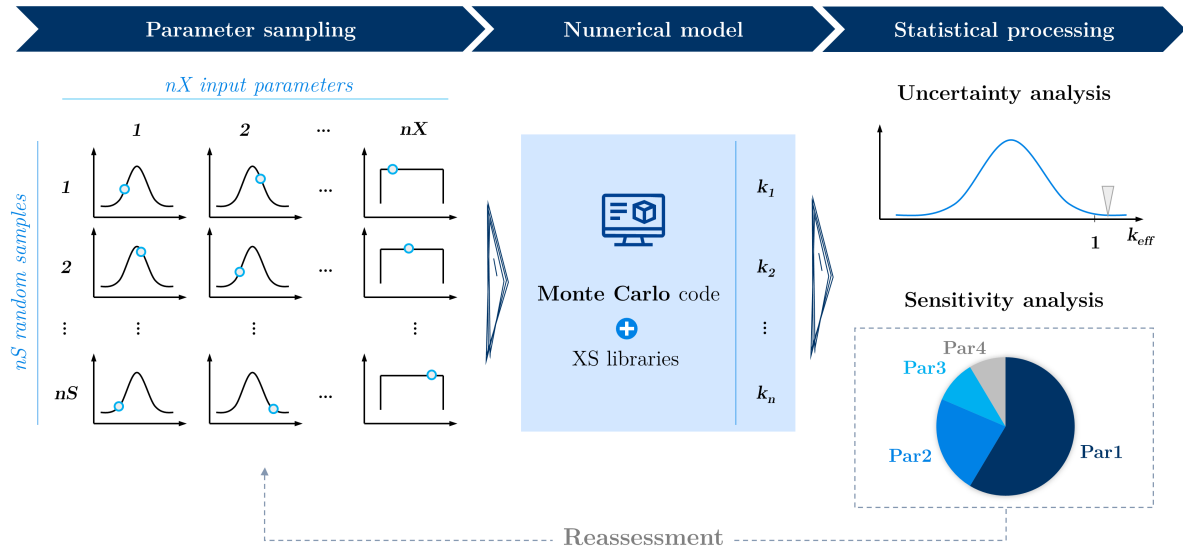 Parameter sampling
Numerical model
Statistical processing
nX input parameters
1 2 ... nX
nS random samples
1 ...
2 ...
⋮ ⋮ ⋮ ⋮
nS ...
Monte Carlo code
XS libraries
k1
k2
⋮
kn
Uncertainty analysis
1 keff
Sensitivity analysis
Par4
Par3
Par2
Par1
Reassessment